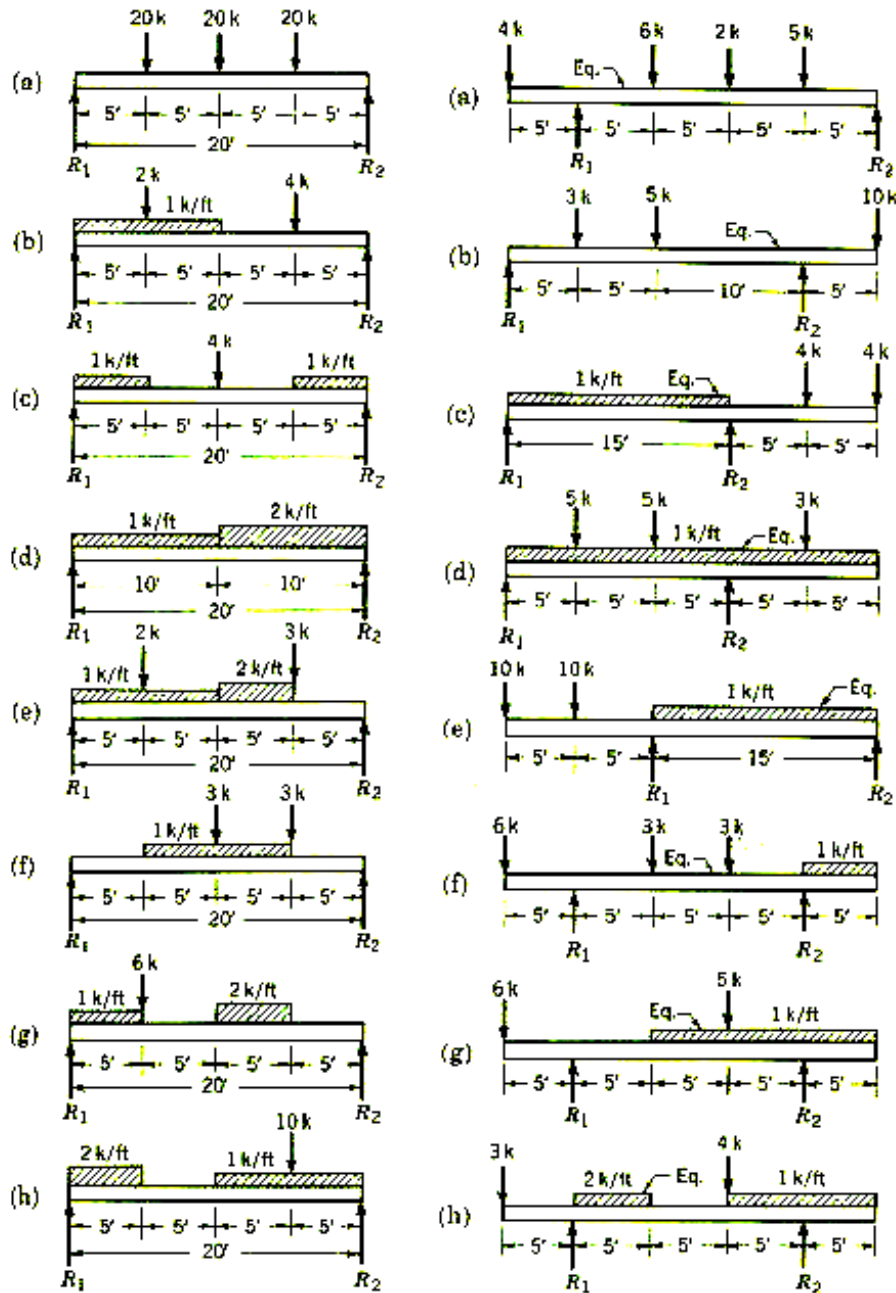 20 k 20 k 20 k
(a)
5' 5' 5' 5'
20'
R₁ R₂
2 k 1 k/ft 4 k
(b)
5' 5' 5' 5'
20'
R₁ R₂
1 k/ft 4 k 1 k/ft
(c)
5' 5' 5' 5'
20'
R₁ R₂
1 k/ft 2 k/ft
(d)
10' 10'
20'
R₁ R₂
1 k/ft 2 k 2 k/ft 3 k
(e)
5' 5' 5' 5'
20'
R₁ R₂
1 k/ft 3 k 3 k
(f)
5' 5' 5' 5'
20'
R₁ R₂
1 k/ft 6 k 2 k/ft
(g)
5' 5' 5' 5'
20'
R₁ R₂
2 k/ft 1 k/ft 10 k
(h)
5' 5' 5' 5'
20'
R₁ R₂
4 k Eq. 6 k 2 k 5 k
(a)
5' 5' 5' 5' 5'
R₁ R₂
3 k 5 k Eq. 10 k
(b)
5' 5' 10' 5'
R₁ R₂
1 k/ft Eq. 4 k 4 k
(c)
15' 5' 5'
R₁ R₂
5 k 5 k 1 k/ft Eq. 3 k
(d)
5' 5' 5' 5' 5'
R₁ R₂
10 k 10 k 1 k/ft Eq.
(e)
5' 5' 15'
R₁ R₂
6 k 3 k Eq. 3 k 1 k/ft
(f)
5' 5' 5' 5' 5'
R₁ R₂
6 k Eq. 5 k 1 k/ft
(g)
5' 5' 5' 5' 5'
R₁ R₂
3 k 2 k/ft Eq. 4 k 1 k/ft
(h)
5' 5' 5' 5' 5'
R₁ R₂